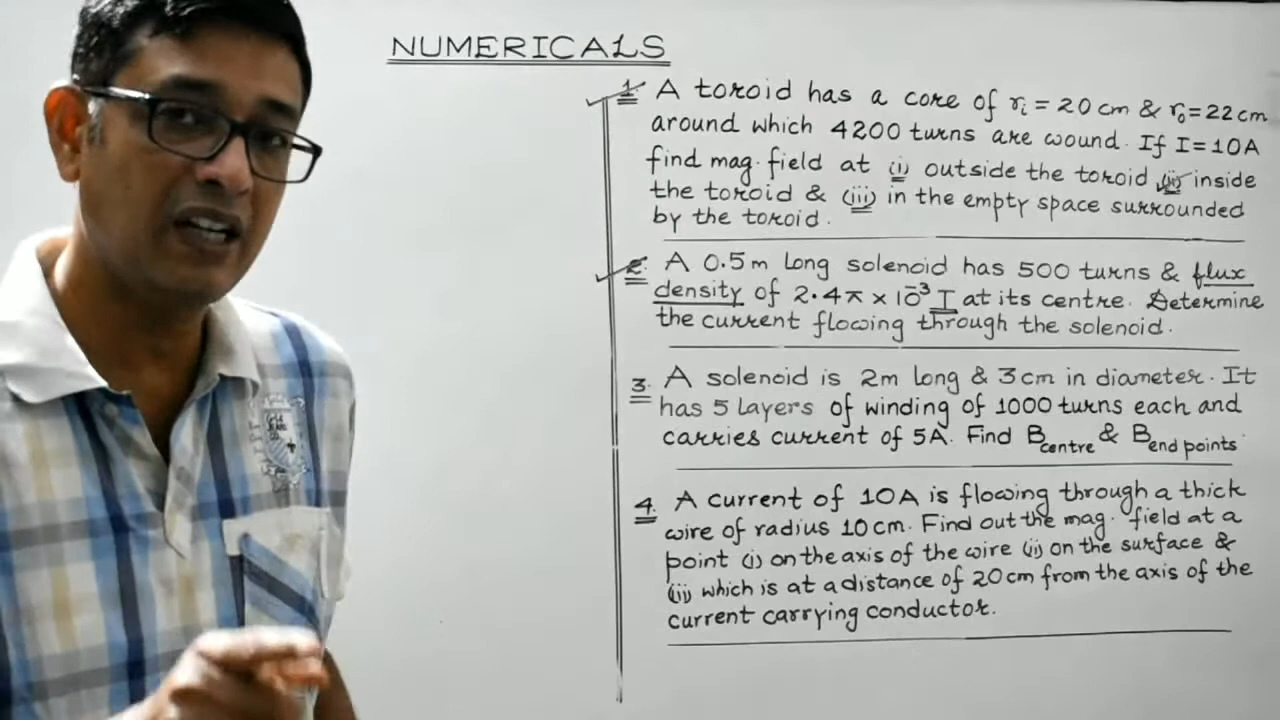 NUMERICALS
1. A toroid has a core of rᵢ = 20 cm & r₀ = 22 cm
around which 4200 turns are wound. If I = 10A
find mag. field at (i) outside the toroid (ii) inside
the toroid & (iii) in the empty space surrounded
by the toroid.
2. A 0.5m long solenoid has 500 turns & flux
density of 2.4π × 10⁻³ T at its centre. Determine
the current flowing through the solenoid.
3. A solenoid is 2m long & 3cm in diameter. It
has 5 layers of winding of 1000 turns each and
carries current of 5A. Find B centre & B end points
4. A current of 10A is flowing through a thick
wire of radius 10 cm. Find out the mag. field at a
point (i) on the axis of the wire (ii) on the surface &
(iii) which is at a distance of 20 cm from the axis of the
current carrying conductor.